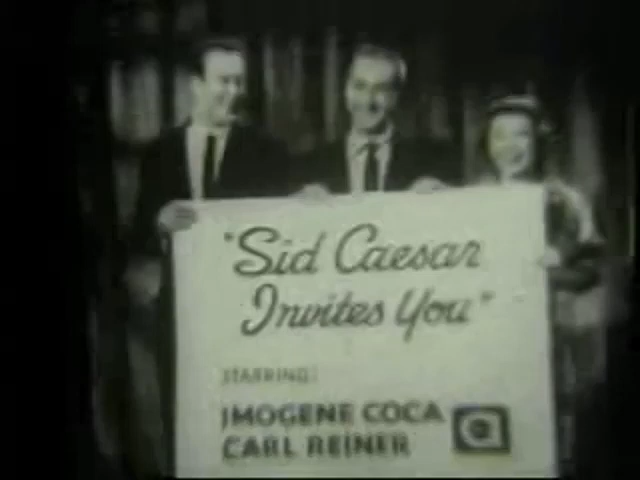 "Sid Caesar
Invites You"
STARRING:
IMOGENE COCA
CARL REINER
a